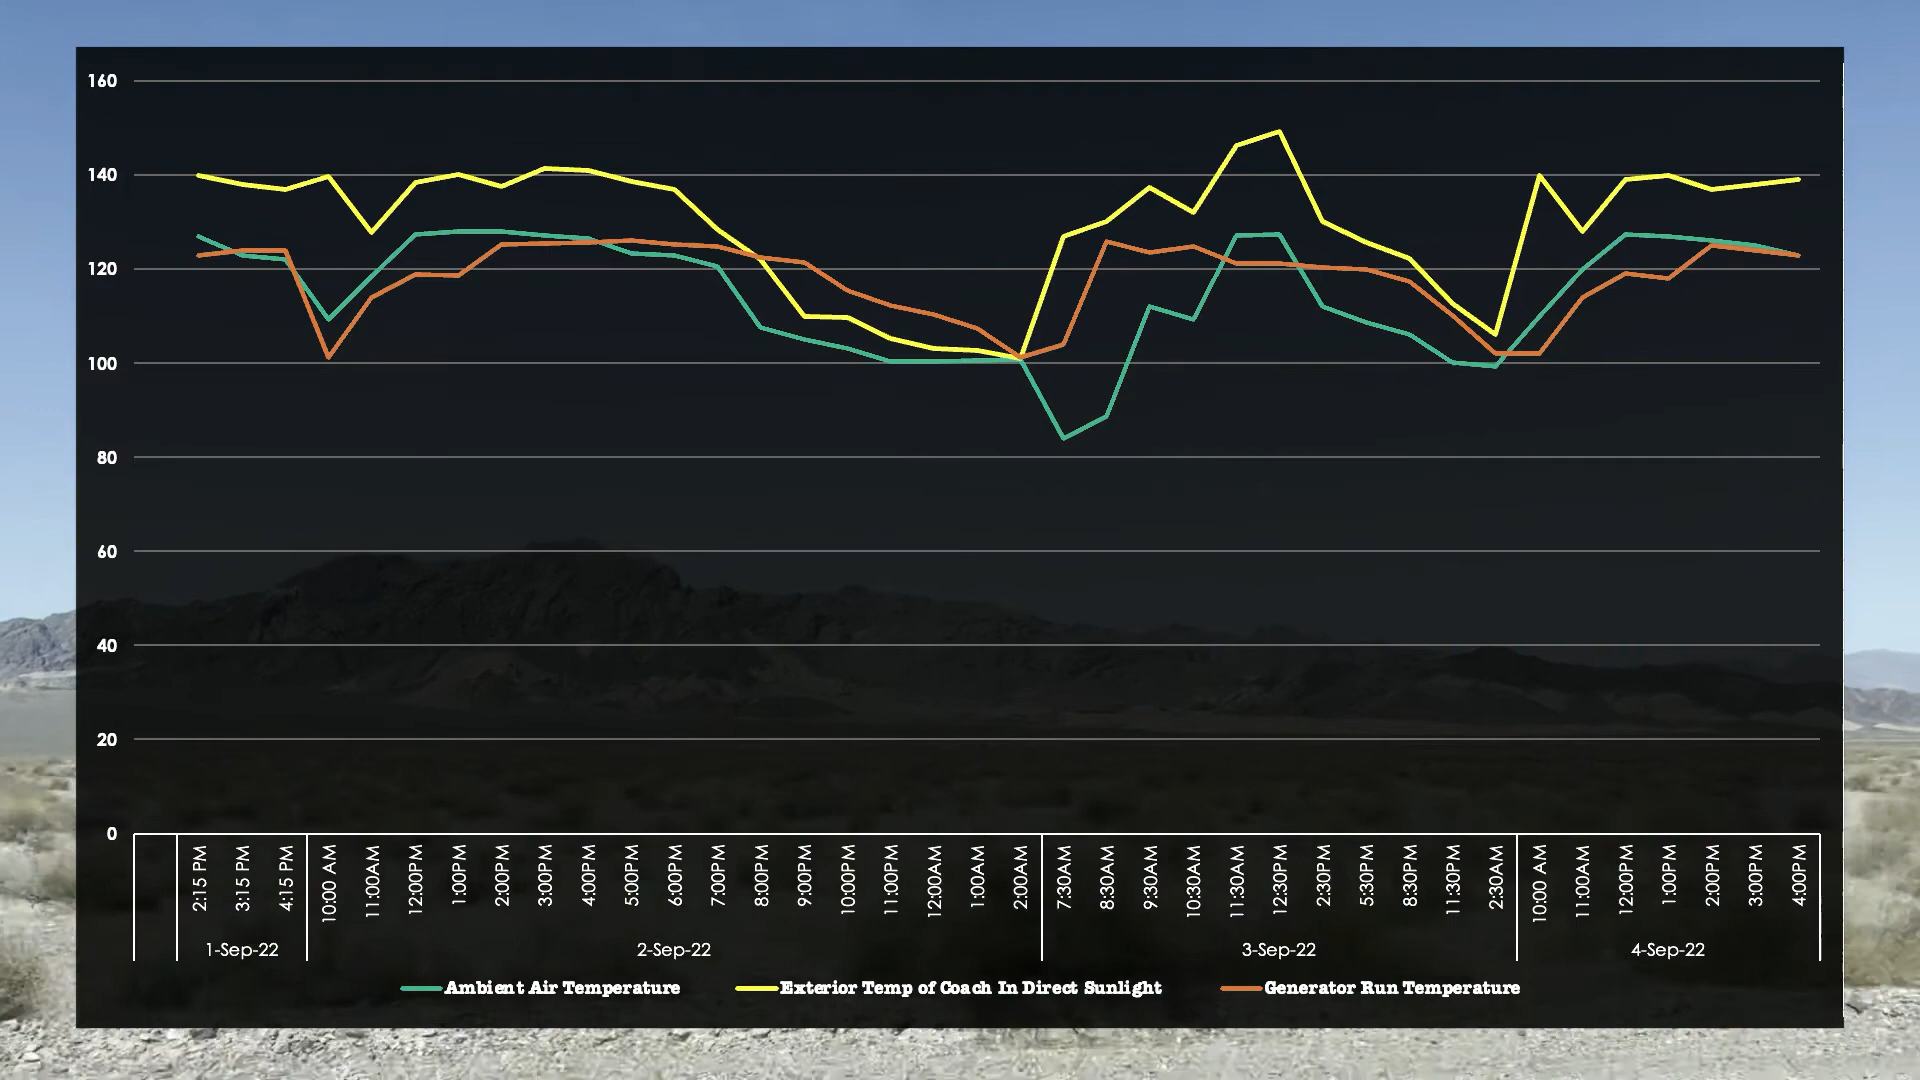 160
140
120
100
80
60
40
20
0
2:15 PM
3:15 PM
4:15 PM
10:00 AM
11:00AM
12:00PM
1:00PM
2:00PM
3:00PM
4:00PM
5:00PM
6:00PM
7:00PM
8:00PM
9:00PM
10:00PM
11:00PM
12:00AM
1:00AM
2:00AM
7:30AM
8:30AM
9:30AM
10:30AM
11:30AM
12:30PM
2:30PM
5:30PM
8:30PM
11:30PM
2:30AM
10:00 AM
11:00AM
12:00PM
1:00PM
2:00PM
3:00PM
4:00PM
1-Sep-22
2-Sep-22
3-Sep-22
4-Sep-22
Ambient Air Temperature
Exterior Temp of Coach In Direct Sunlight
Generator Run Temperature